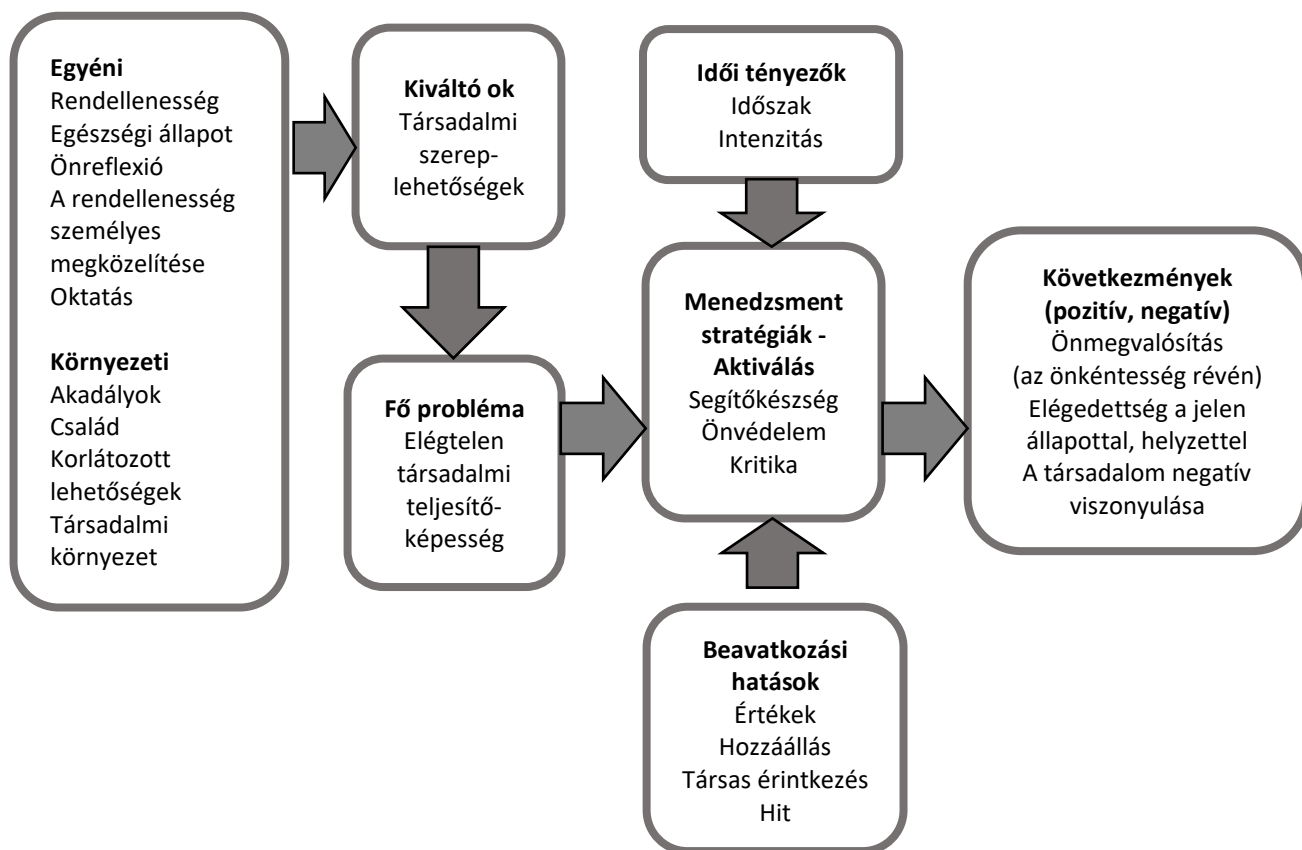 Egyéni
Rendellenesség
Egészségi állapot
Önreflexió
A rendellenesség
személyes
megközelítése
Oktatás
Környezeti
Akadályok
Család
Korlátozott
lehetőségek
Társadalmi
környezet
Kiváltó ok
Társadalmi
szerep-
lehetőségek
Fő probléma
Elégtelen
társadalmi
teljesítő-
képesség
Idői tényezők
Időszak
Intenzitás
Menedzsment
stratégiák -
Aktiválás
Segítőkészség
Önvédelem
Kritika
Beavatkozási
hatások
Értékek
Hozzáállás
Társas érintkezés
Hit
Következmények
(pozitív, negatív)
Önmegvalósítás
(az önkéntesség révén)
Elégedettség a jelen
állapottal, helyzettel
A társadalom negatív
viszonyulása